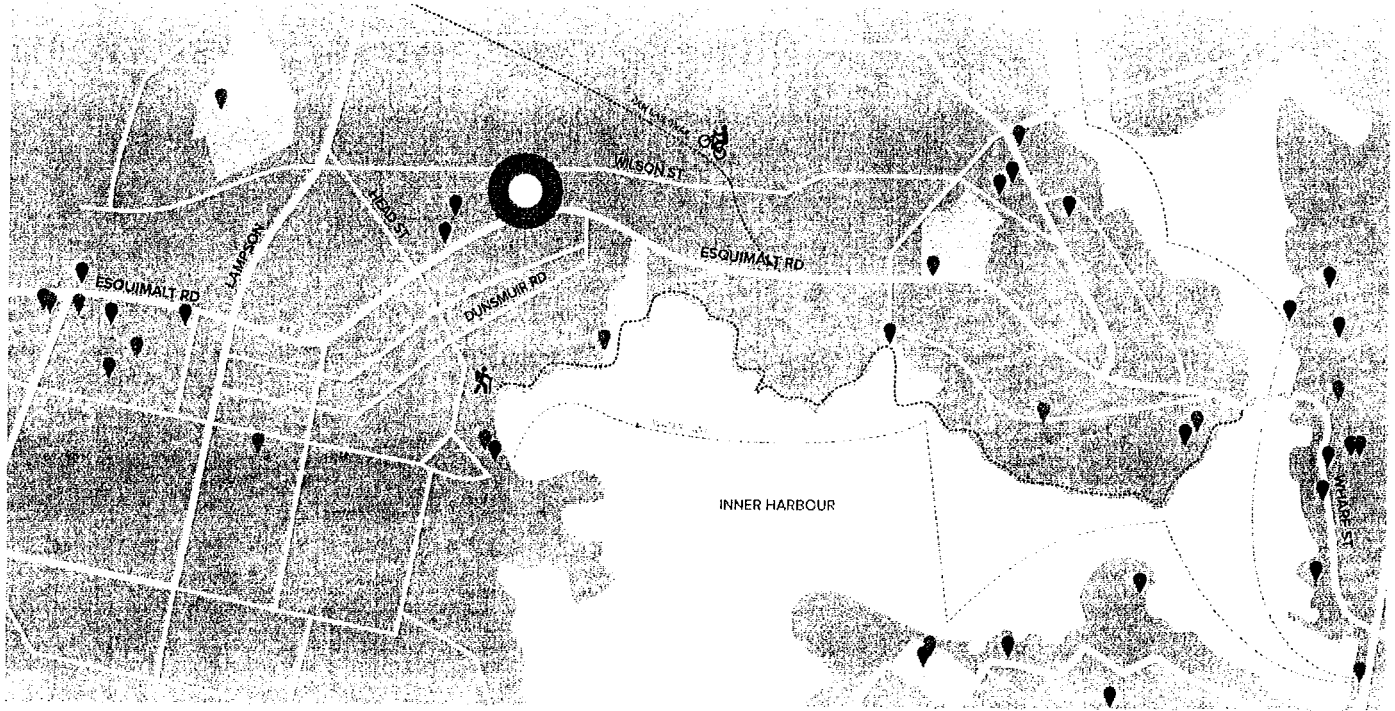 WILSON ST
HEAD ST
LAMPSON
ESQUIMALT RD
ESQUIMALT RD
DUNSMUIR RD
INNER HARBOUR
WHARF ST